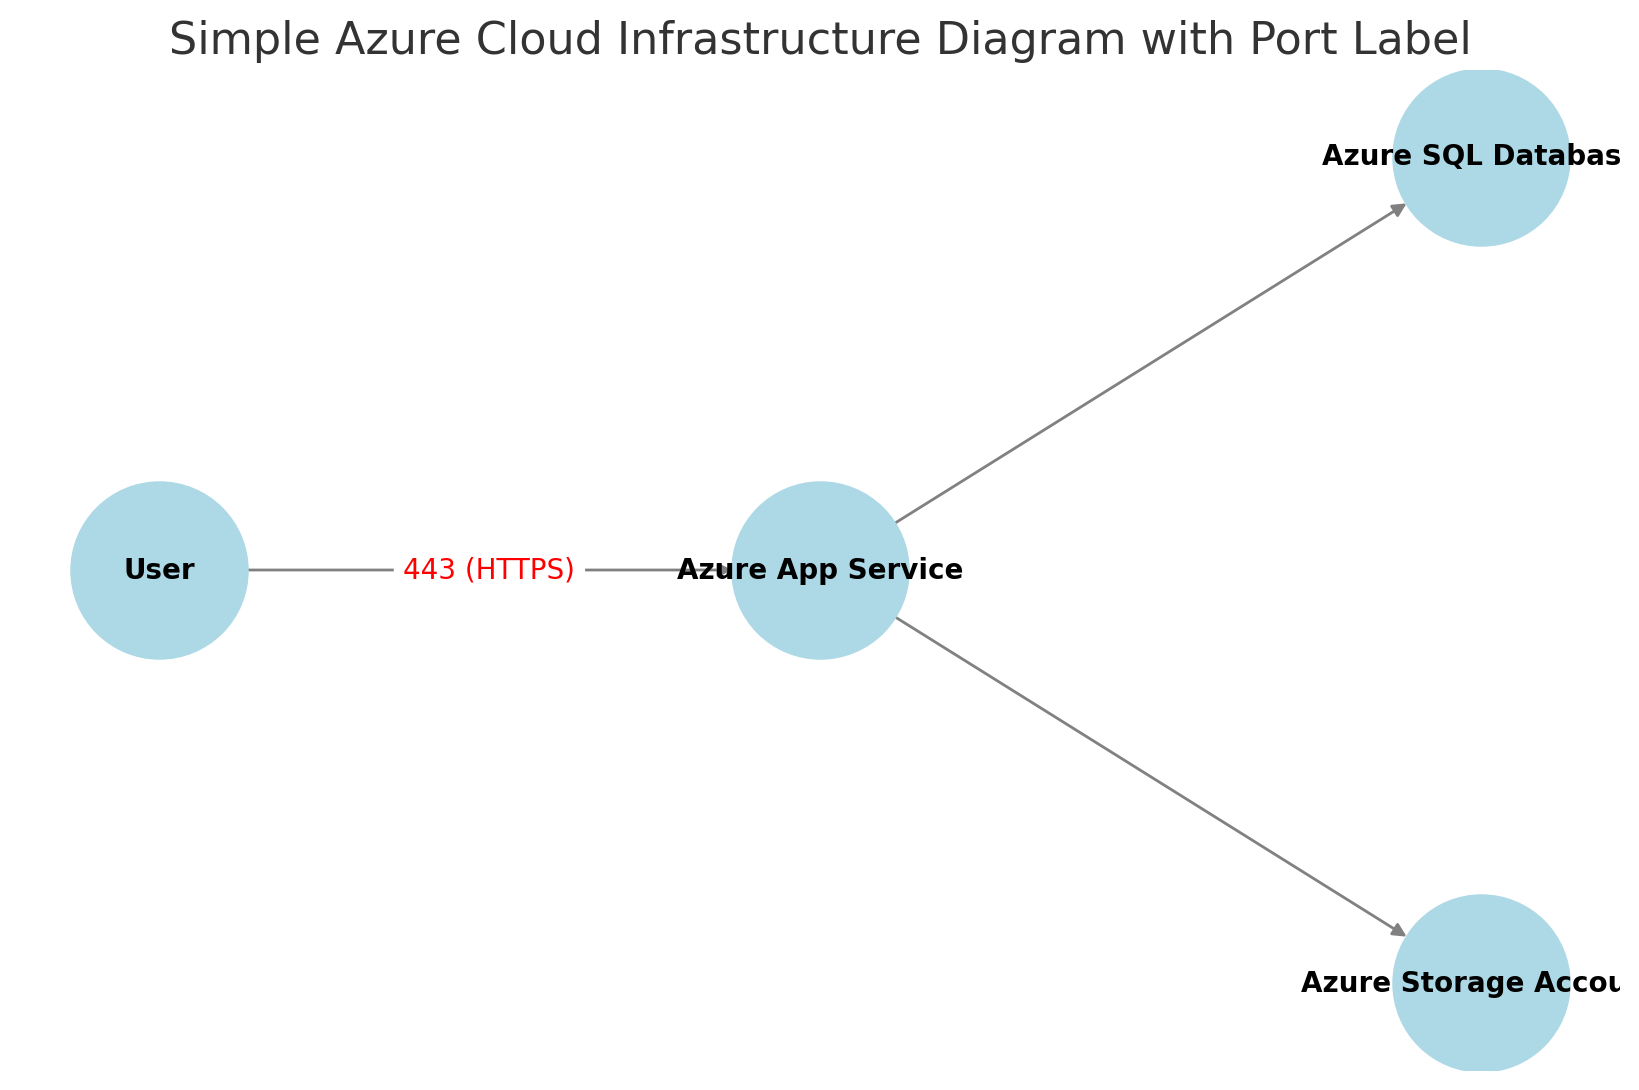 Simple Azure Cloud Infrastructure Diagram with Port Label
Azure SQL Databas
User
443 (HTTPS)
Azure App Service
Azure Storage Accou